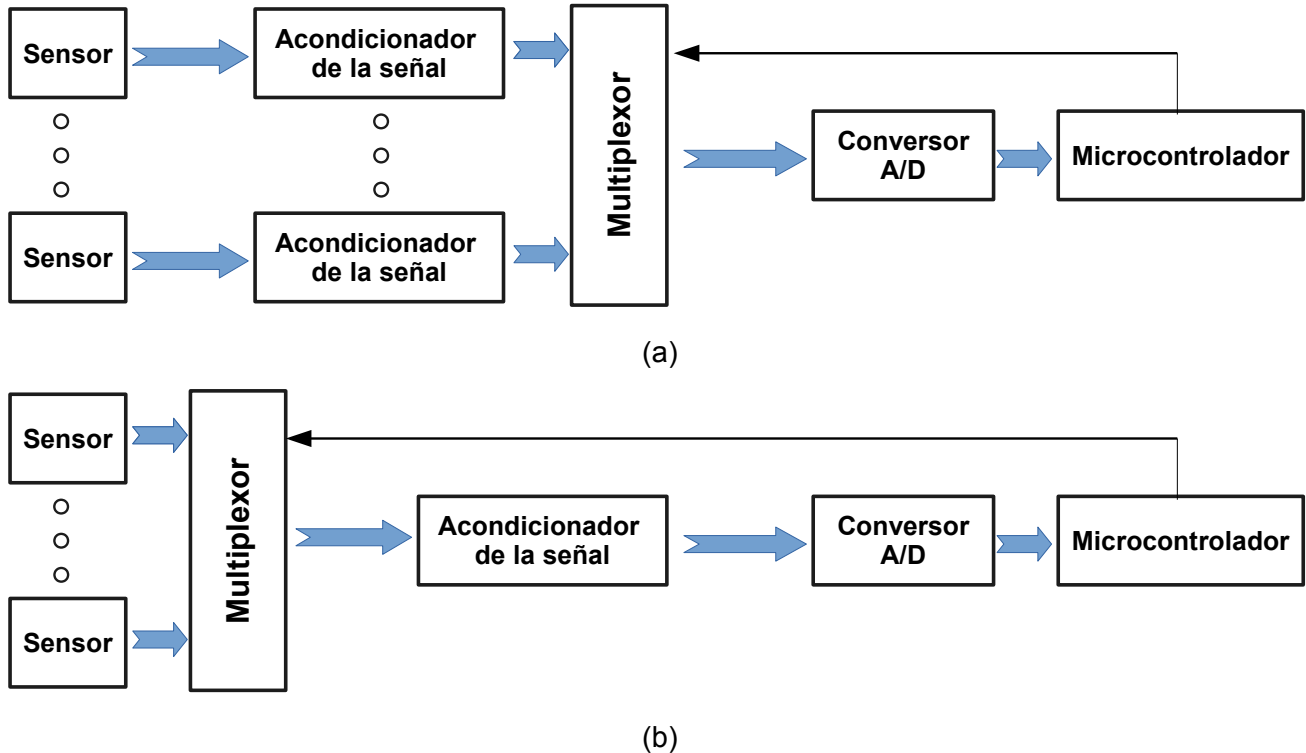 Sensor
Acondicionador
de la señal
Multiplexor
Conversor
A/D
Microcontrolador
Sensor
Acondicionador
de la señal
(a)
Sensor
Multiplexor
Acondicionador
de la señal
Conversor
A/D
Microcontrolador
Sensor
(b)